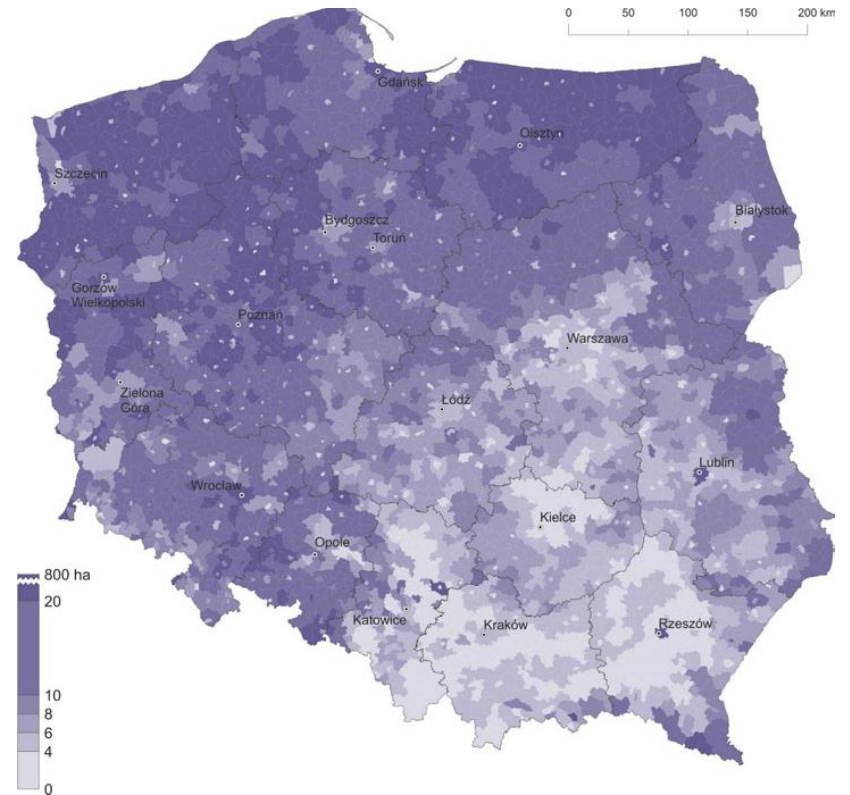 0 50 100 150 200 km
Gdańsk
Olsztyn
Szczecin
Białystok
Bydgoszcz
Toruń
Gorzów
Wielkopolski
Poznań
Warszawa
Zielona
Góra
Łódź
Lublin
Wrocław
Kielce
Opole
Katowice
Kraków
Rzeszów
800 ha
20
10
8
6
4
0